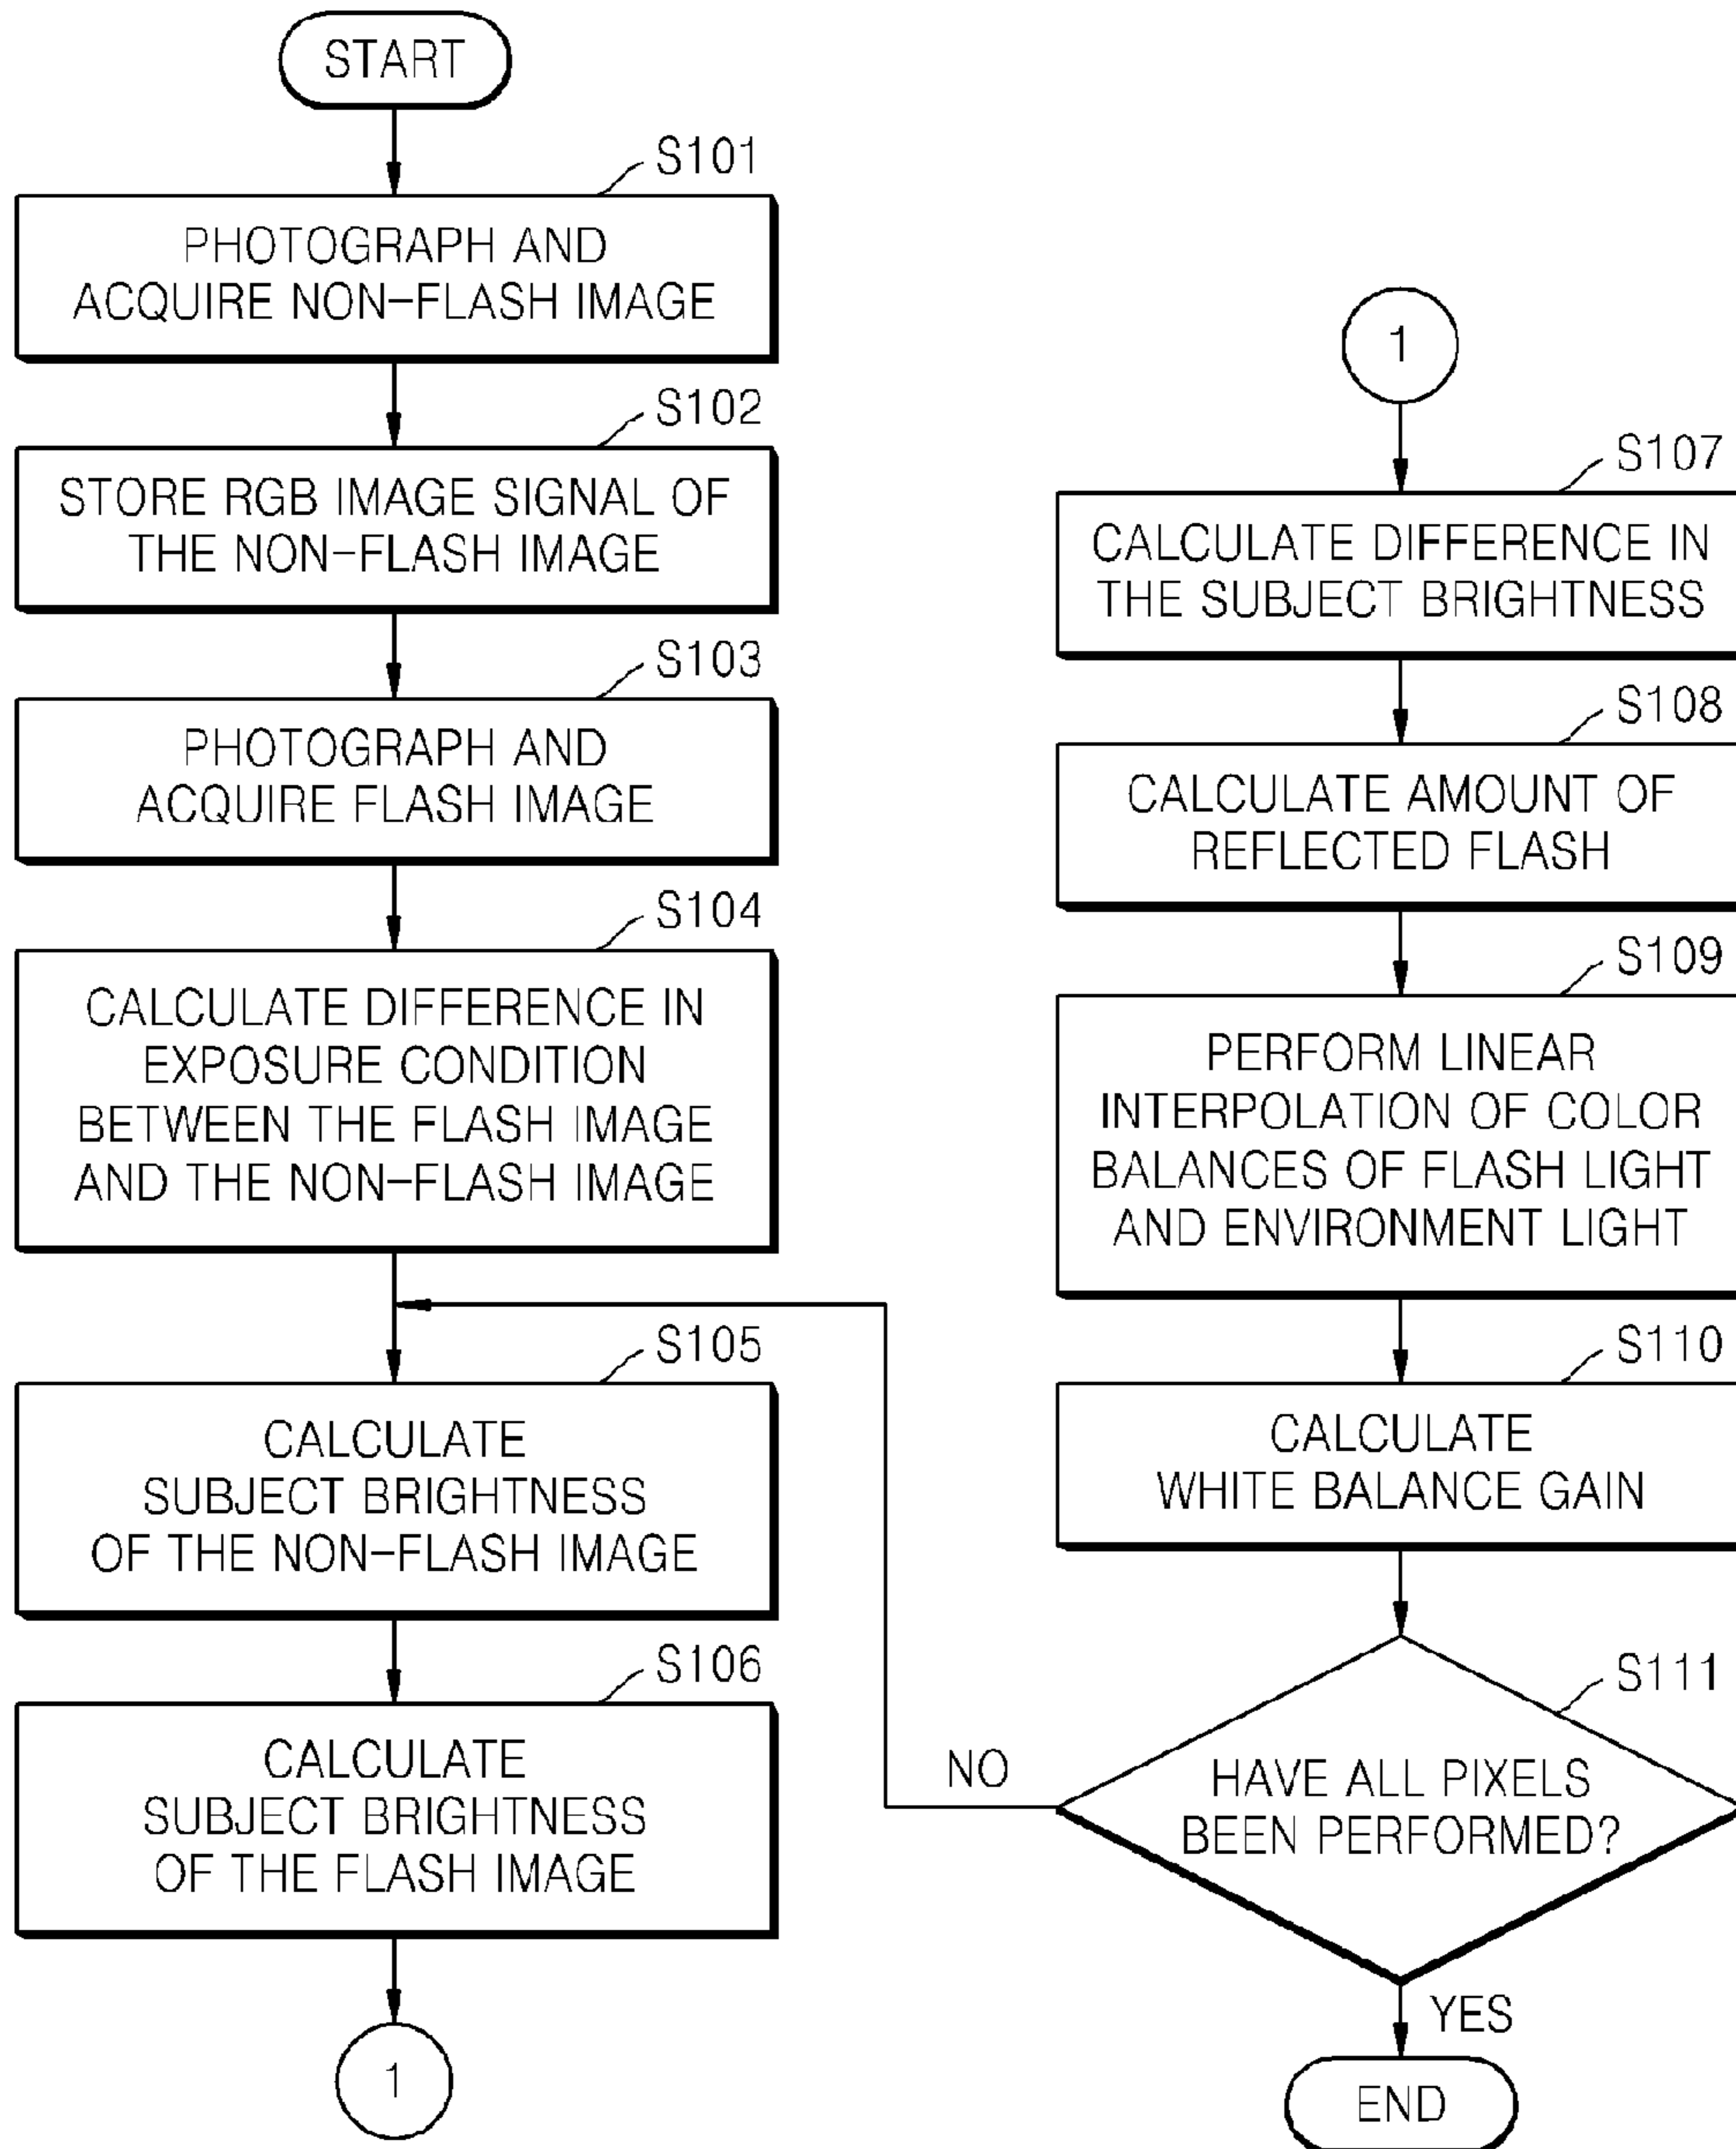 START
S101
PHOTOGRAPH AND
ACQUIRE NON-FLASH IMAGE
S102
STORE RGB IMAGE SIGNAL OF
THE NON-FLASH IMAGE
S103
PHOTOGRAPH AND
ACQUIRE FLASH IMAGE
S104
CALCULATE DIFFERENCE IN
EXPOSURE CONDITION
BETWEEN THE FLASH IMAGE
AND THE NON-FLASH IMAGE
S105
CALCULATE
SUBJECT BRIGHTNESS
OF THE NON-FLASH IMAGE
S106
CALCULATE
SUBJECT BRIGHTNESS
OF THE FLASH IMAGE
1
1
S107
CALCULATE DIFFERENCE IN
THE SUBJECT BRIGHTNESS
S108
CALCULATE AMOUNT OF
REFLECTED FLASH
S109
PERFORM LINEAR
INTERPOLATION OF COLOR
BALANCES OF FLASH LIGHT
AND ENVIRONMENT LIGHT
S110
CALCULATE
WHITE BALANCE GAIN
S111
HAVE ALL PIXELS
BEEN PERFORMED?
NO
YES
END